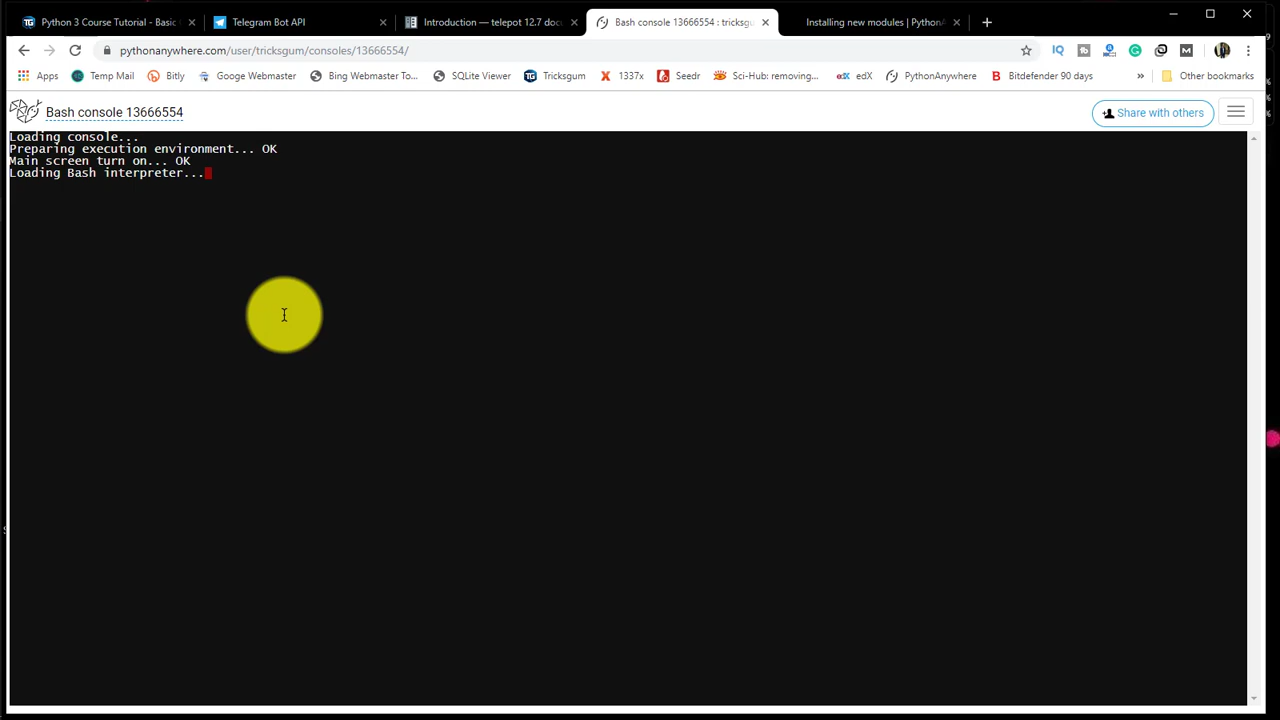 Python 3 Course Tutorial - Basic
Telegram Bot API
Introduction — telepot 12.7 doc
Bash console 13666554 : tricksg
Installing new modules | PythonA
pythonanywhere.com/user/tricksgum/consoles/13666554/
Apps
Temp Mail
Bitly
Googe Webmaster
Bing Webmaster To...
SQLite Viewer
Tricksgum
1337x
Seedr
Sci-Hub: removing...
edX
PythonAnywhere
Bitdefender 90 days
»
Other bookmarks
Bash console 13666554
Share with others
Loading console...
Preparing execution environment... OK
Main screen turn on... OK
Loading Bash interpreter...